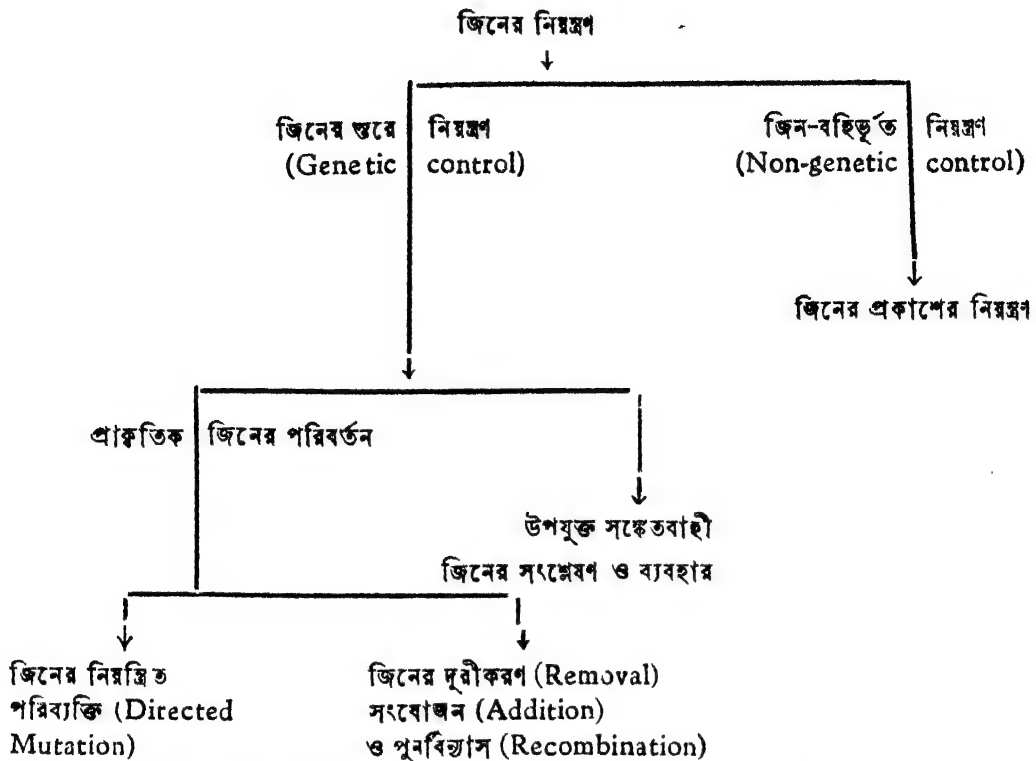 জিনের নিয়ন্ত্রণ
জিনের স্তরে নিয়ন্ত্রণ
(Genetic control)
জিন-বহির্ভূত নিয়ন্ত্রণ
(Non-genetic control)
জিনের প্রকাশের নিয়ন্ত্রণ
প্রাকৃতিক জিনের পরিবর্তন
উপযুক্ত সঙ্কেতবাহী
জিনের সংশ্লেষণ ও ব্যবহার
জিনের নিয়ন্ত্রিত
পরিব্যক্তি (Directed
Mutation)
জিনের দূরীকরণ (Removal)
সংযোজন (Addition)
ও পুনর্বিন্যাস (Recombination)